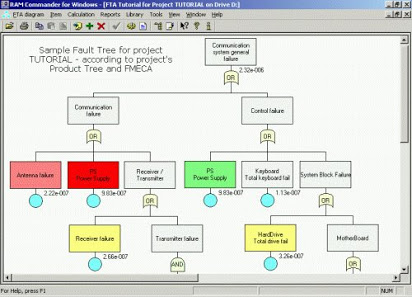 RAM Commander for Windows - [FTA Tutorial for Project TUTORIAL on Drive D:]
FTA diagram Item Calculation Reports Library Tools View Window Help
Sample Fault Tree for project
TUTORIAL - according to project's
Product Tree and FMECA
Communication
system general
failure
OR
2.32e-006
Communication
failure
OR
Control failure
OR
Antenna failure
2.22e-007
PS
Power Supply
9.83e-007
Receiver /
Transmitter
OR
PS
Power Supply
9.83e-007
Keyboard
Total keyboard fail
1.13e-007
System Block Failure
OR
Receiver failure
2.66e-007
Transmitter failure
AND
HardDrive
Total drive fail
3.26e-007
MotherBoard
OR
For Help, press F1
NUM